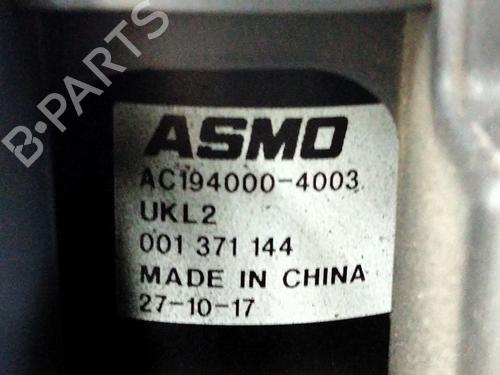 B-PARTS
ASMO
AC194000-4003
UKL2
001 371 144
MADE IN CHINA
27-10-17